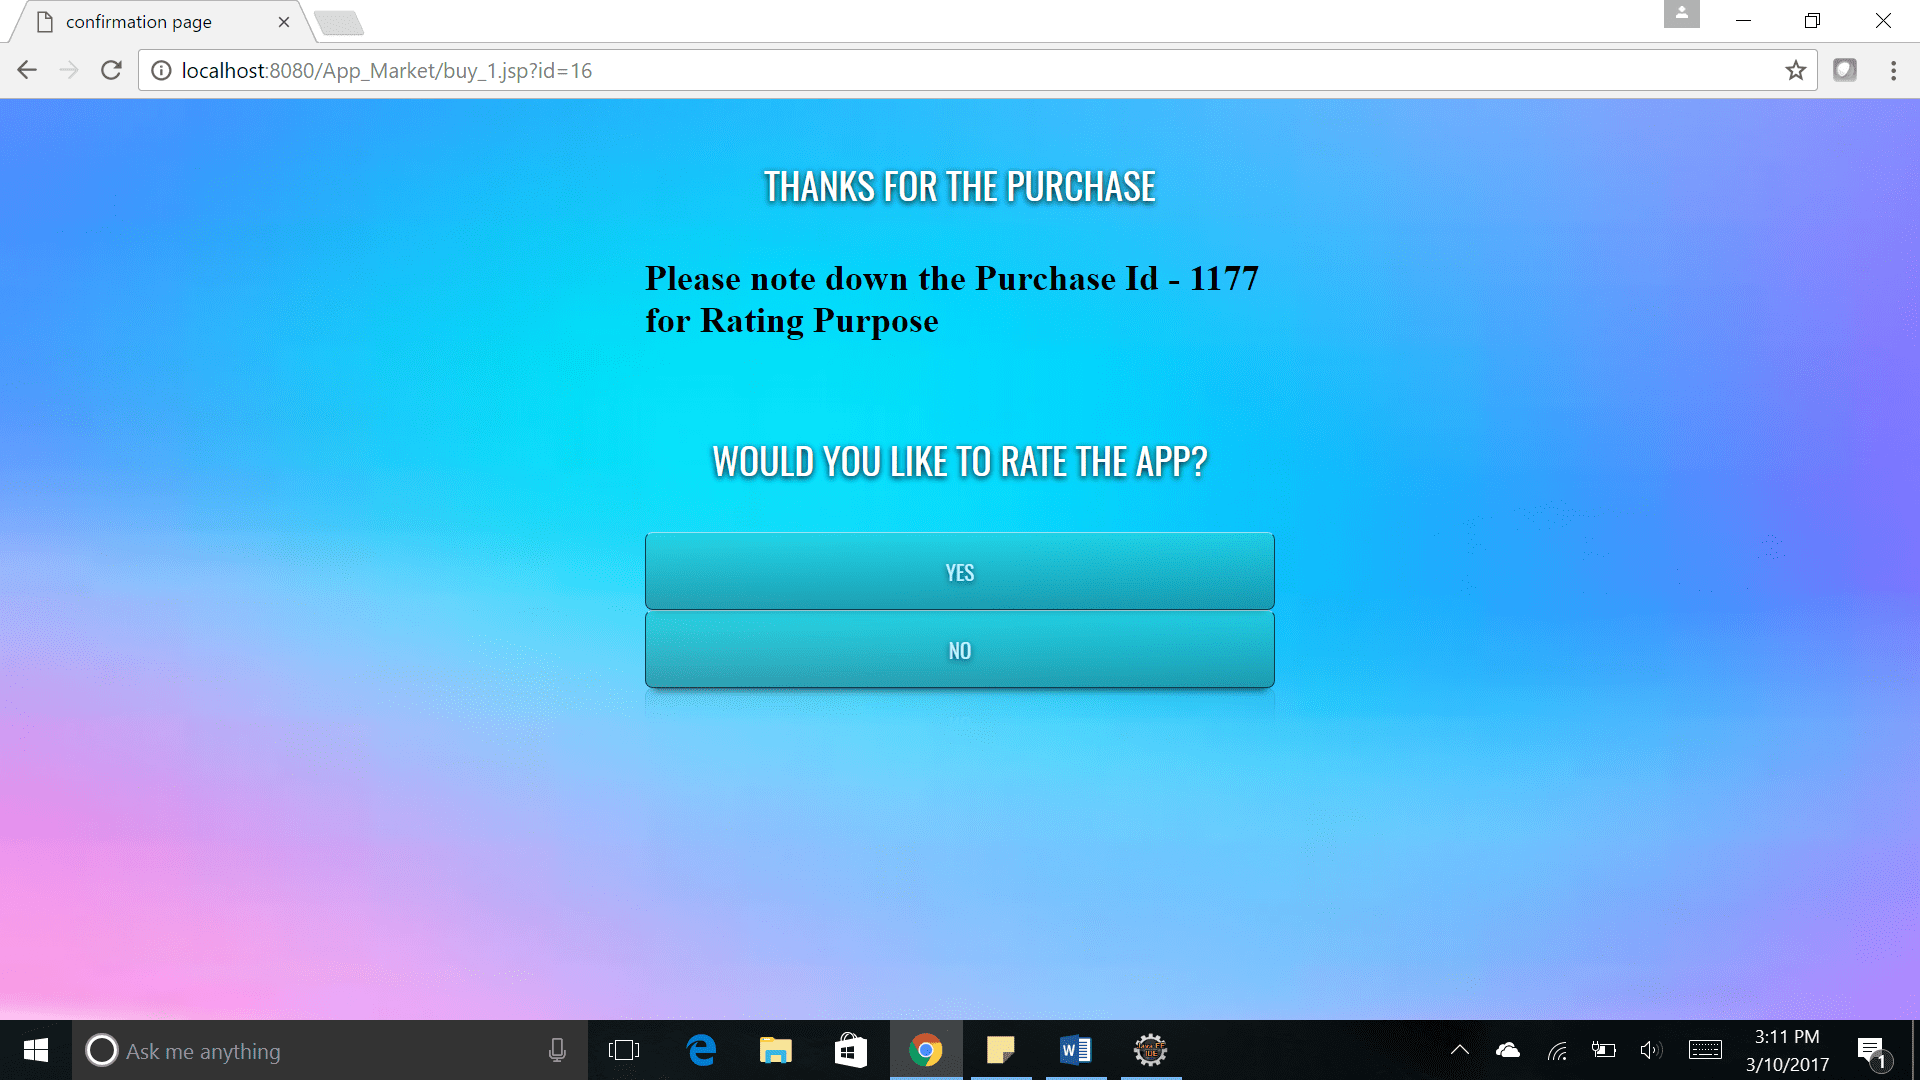 confirmation page
localhost:8080/App_Market/buy_1.jsp?id=16
THANKS FOR THE PURCHASE
Please note down the Purchase Id - 1177
for Rating Purpose
WOULD YOU LIKE TO RATE THE APP?
YES
NO
Ask me anything
3:11 PM
3/10/2017
1